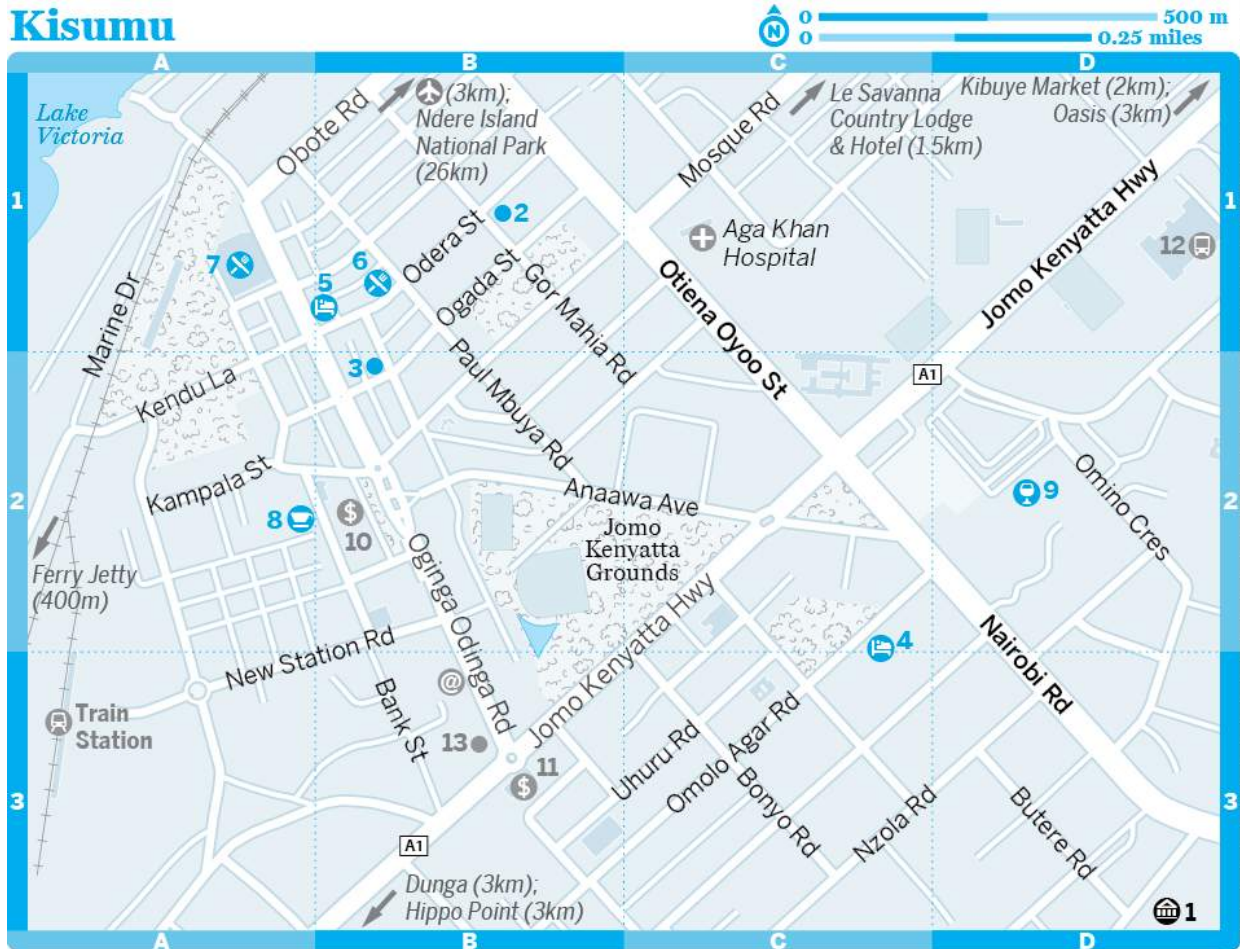 Kisumu
N
0 500 m
0 0.25 miles
A B C D
Lake
Victoria
Obote Rd
(3km);
Ndere Island
National Park
(26km)
Mosque Rd
Le Savanna
Country Lodge
& Hotel (1.5km)
Kibuye Market (2km);
Oasis (3km)
1
1
2
Odera St
Aga Khan
Hospital
Jomo Kenyatta Hwy
12
7
6
5
Ogada St
Gor Mahia Rd
Otiena Oyoo St
Marine Dr
3
Paul Mbuya Rd
A1
Kendu La
Kampala St
Anaawa Ave
Omino Cres
9
2
2
8
$
10
Jomo
Kenyatta
Grounds
Ferry Jetty
(400m)
Oginga Odinga Rd
Jomo Kenyatta Hwy
4
Nairobi Rd
New Station Rd
@
Bank St
Train
Station
13
11
$
Uhuru Rd
Omolo Agar Rd
Bonyo Rd
Nzola Rd
Butere Rd
3
3
A1
Dunga (3km);
Hippo Point (3km)
1
A B C D